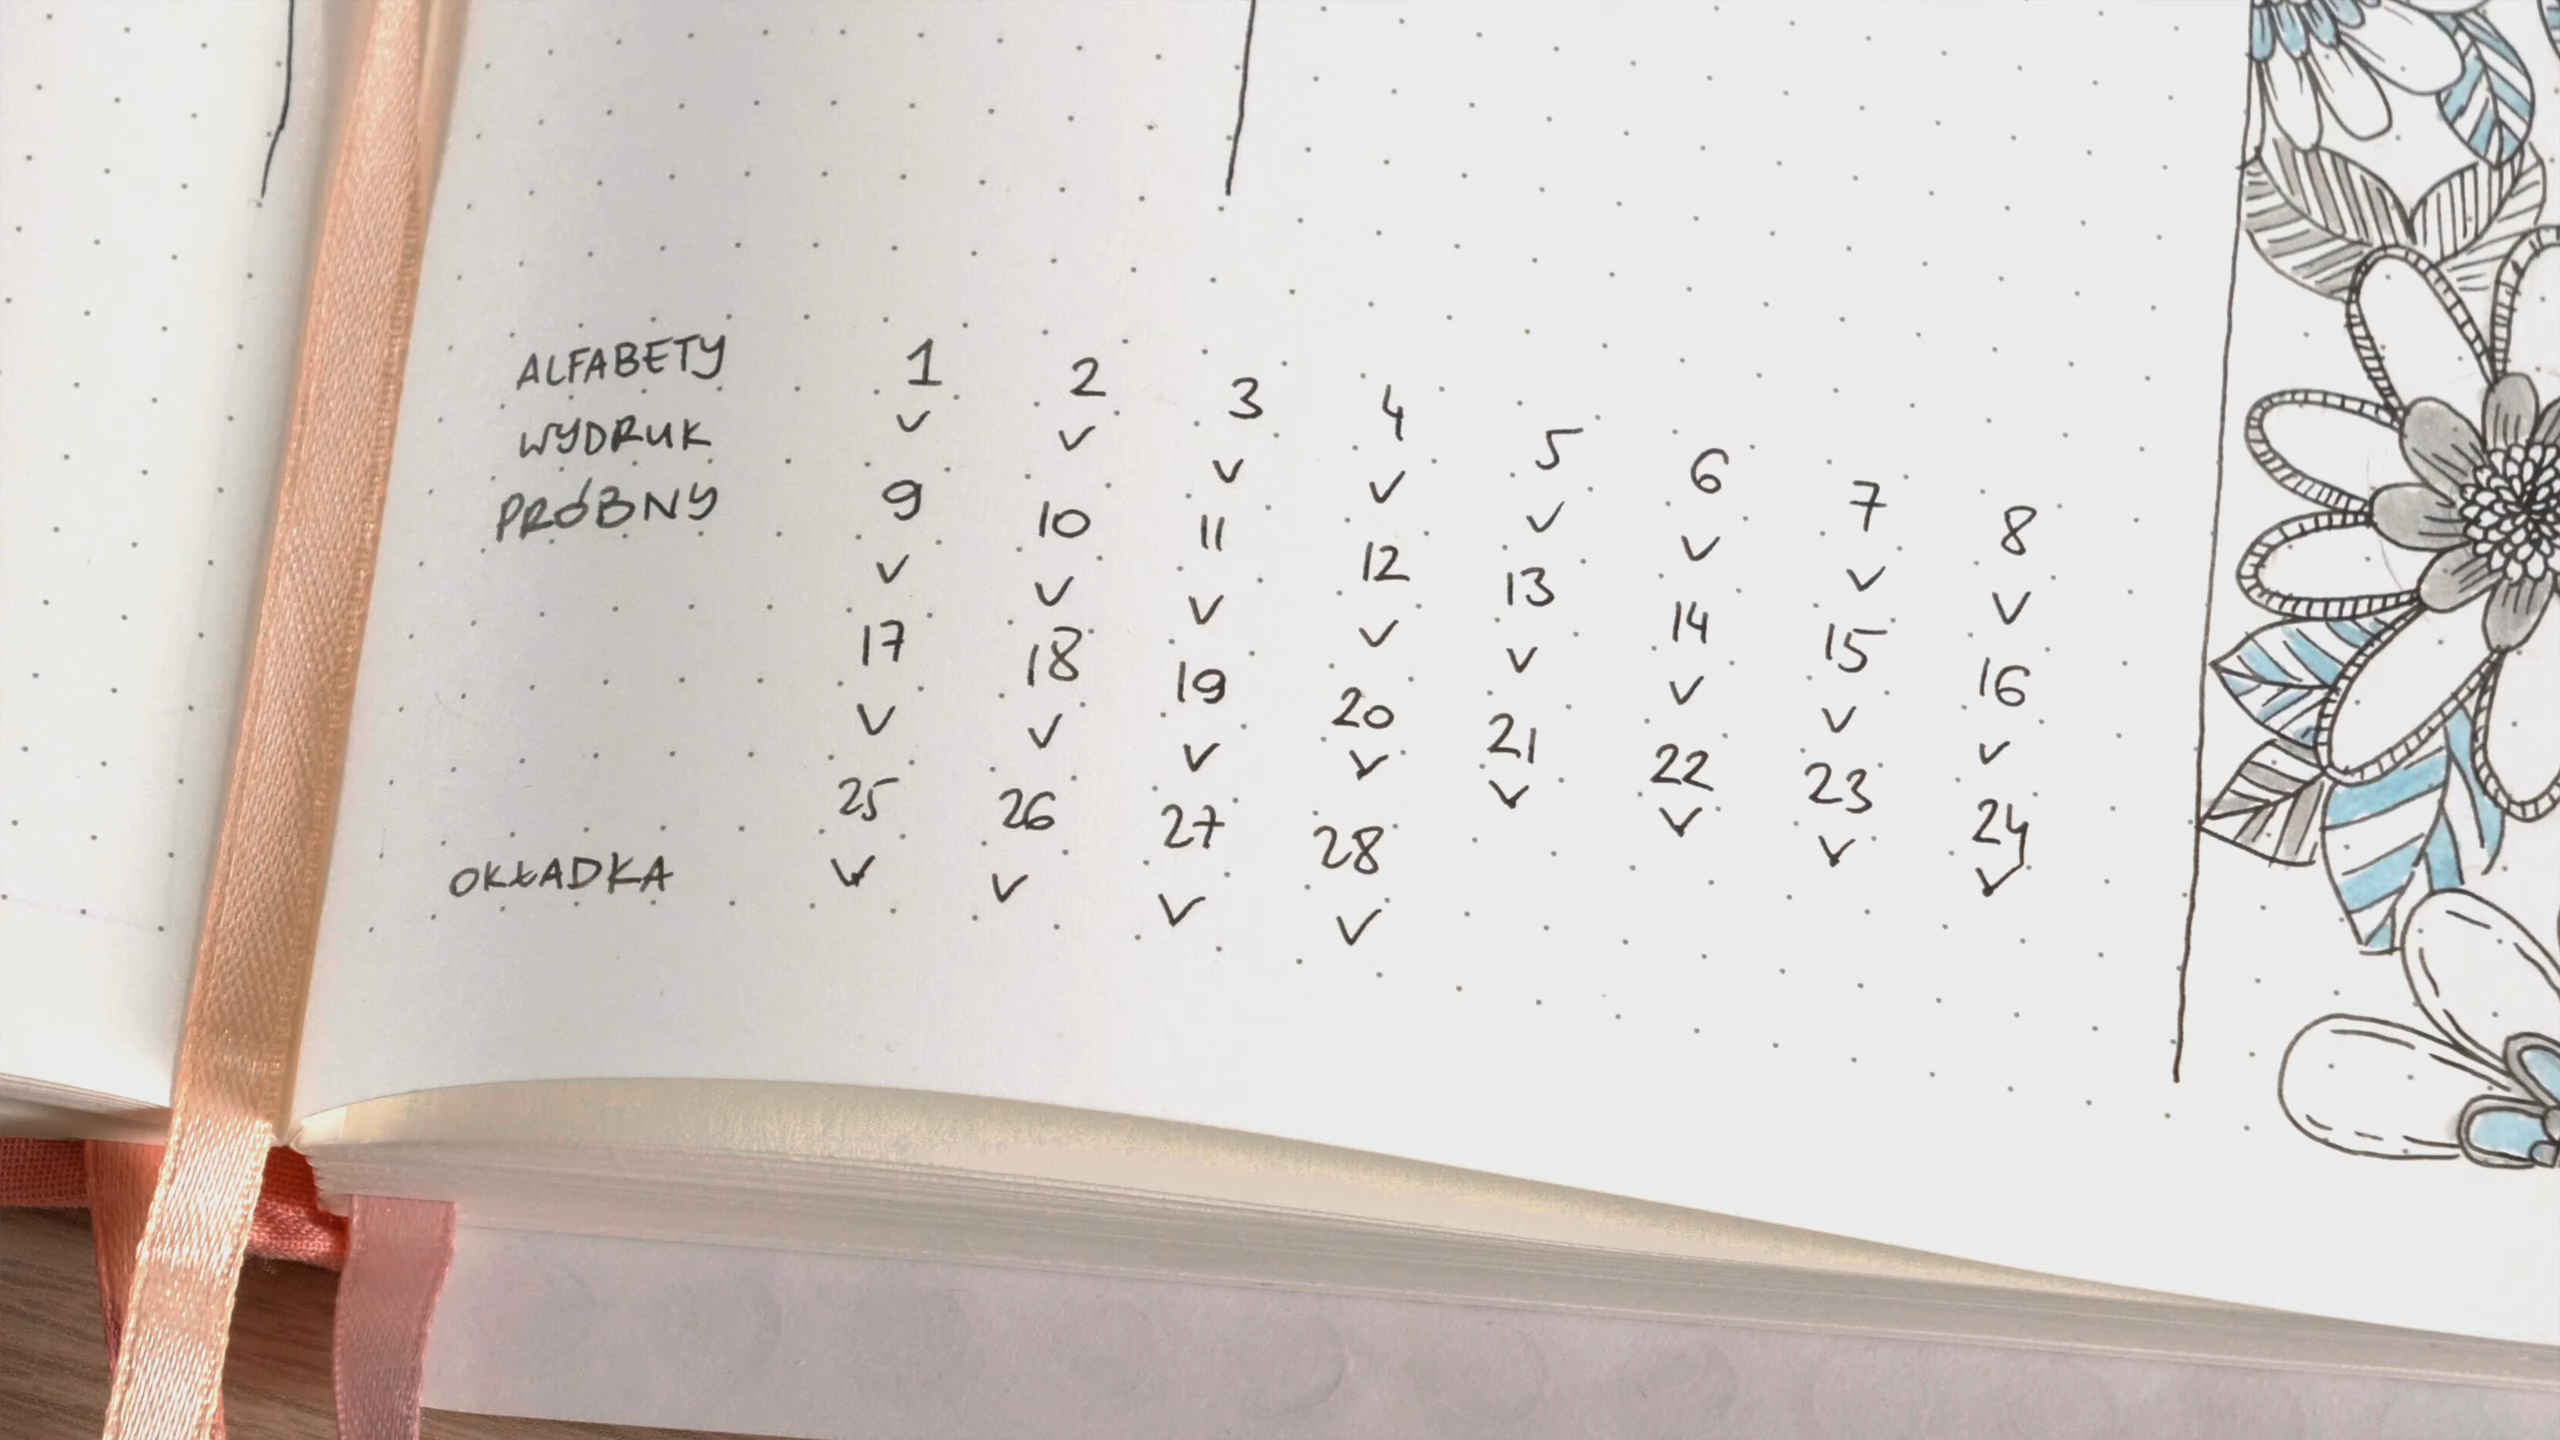 ALFABETY 1 2 3 4 5 6 7 8
WYDRUK ✓ ✓ ✓ ✓ ✓ ✓ ✓ ✓
PRÓBNY 9 10 11 12 13 14 15 16
✓ ✓ ✓ ✓ ✓ ✓ ✓ ✓
17 18 19 20 21 22 23 24
✓ ✓ ✓ ✓ ✓ ✓ ✓ ✓
25 26 27 28
OKŁADKA ✓ ✓ ✓ ✓